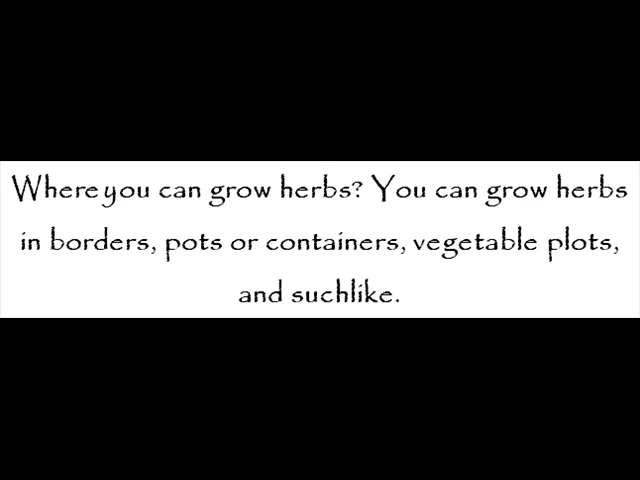 Where you can grow herbs? You can grow herbs
in borders, pots or containers, vegetable plots,
and suchlike.